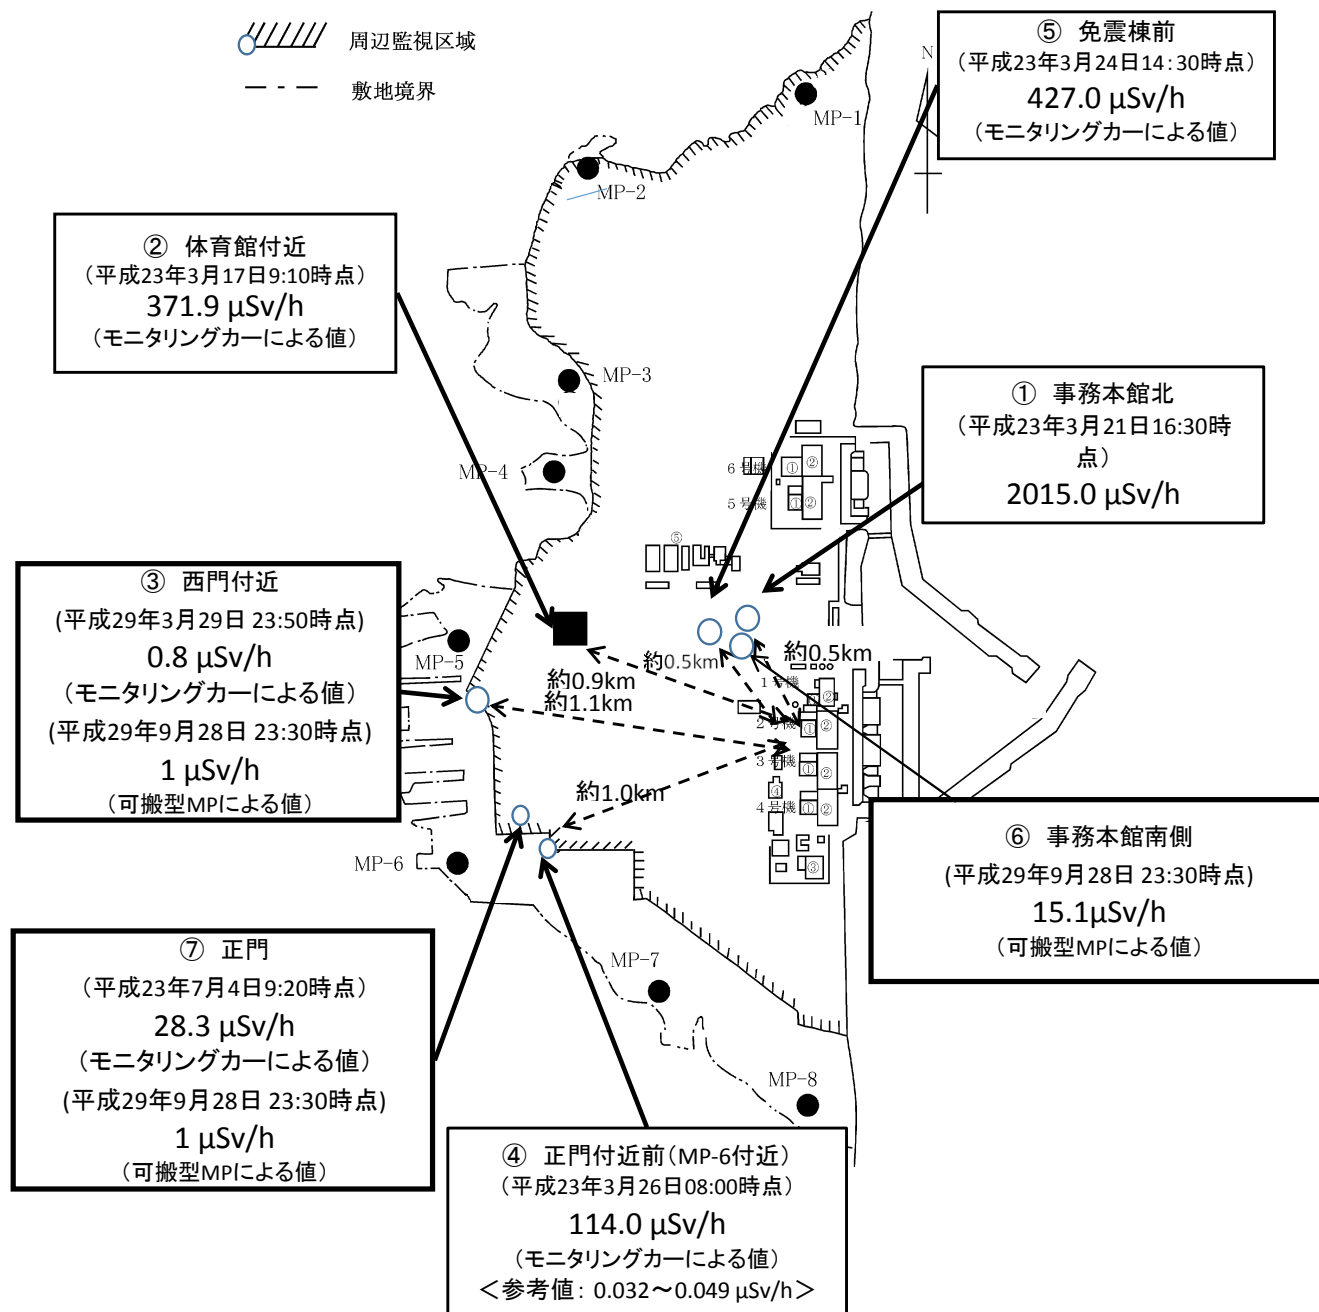 周辺監視区域
敷地境界
⑤ 免震棟前
(平成23年3月24日14:30時点)
427.0 μSv/h
(モニタリングカーによる値)
N
MP-1
MP-2
② 体育館付近
(平成23年3月17日9:10時点)
371.9 μSv/h
(モニタリングカーによる値)
MP-3
MP-4
① 事務本館北
(平成23年3月21日16:30時
点)
2015.0 μSv/h
6号機
①
②
5号機
①
②
⑤
③ 西門付近
(平成29年3月29日 23:50時点)
0.8 μSv/h
(モニタリングカーによる値)
(平成29年9月28日 23:30時点)
1 μSv/h
(可搬型MPによる値)
MP-5
約0.5km
約0.5km
約0.9km
約1.1km
約1.0km
1号機
②
2号機
①
②
3号機
①
②
④
4号機
①
②
③
MP-6
⑥ 事務本館南側
(平成29年9月28日 23:30時点)
15.1μSv/h
(可搬型MPによる値)
⑦ 正門
(平成23年7月4日9:20時点)
28.3 μSv/h
(モニタリングカーによる値)
(平成29年9月28日 23:30時点)
1 μSv/h
(可搬型MPによる値)
MP-7
MP-8
④ 正門付近前(MP-6付近)
(平成23年3月26日08:00時点)
114.0 μSv/h
(モニタリングカーによる値)
<参考値: 0.032~0.049 μSv/h>